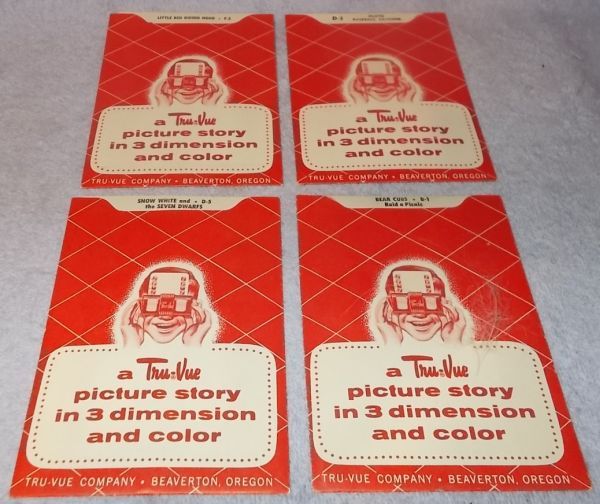 LITTLE RED RIDING HOOD • F-2
a Tru-Vue
picture story
in 3 dimension
and color
TRU-VUE COMPANY • BEAVERTON, OREGON
D-3
a Tru-Vue
picture story
in 3 dimension
and color
TRU-VUE COMPANY • BEAVERTON, OREGON
SNOW WHITE and • D-5
the SEVEN DWARFS
a Tru-Vue
picture story
in 3 dimension
and color
TRU-VUE COMPANY • BEAVERTON, OREGON
BEAR CUBS • D-1
Raid a Picnic
a Tru-Vue
picture story
in 3 dimension
and color
TRU-VUE COMPANY • BEAVERTON, OREGON